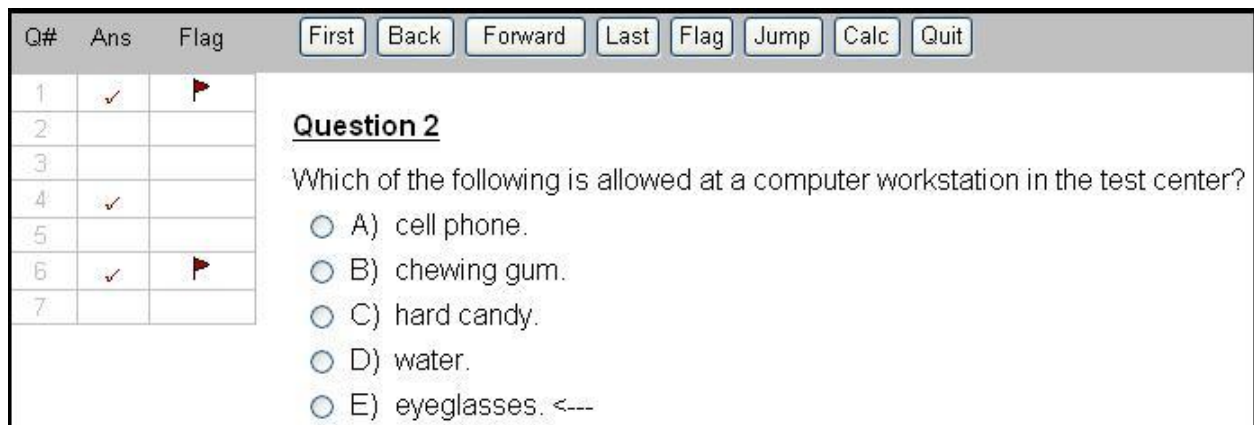 Q# Ans Flag First Back Forward Last Flag Jump Calc Quit
1
2
3
4
5
6
7
Question 2
Which of the following is allowed at a computer workstation in the test center?
A) cell phone.
B) chewing gum.
C) hard candy.
D) water.
E) eyeglasses. <---